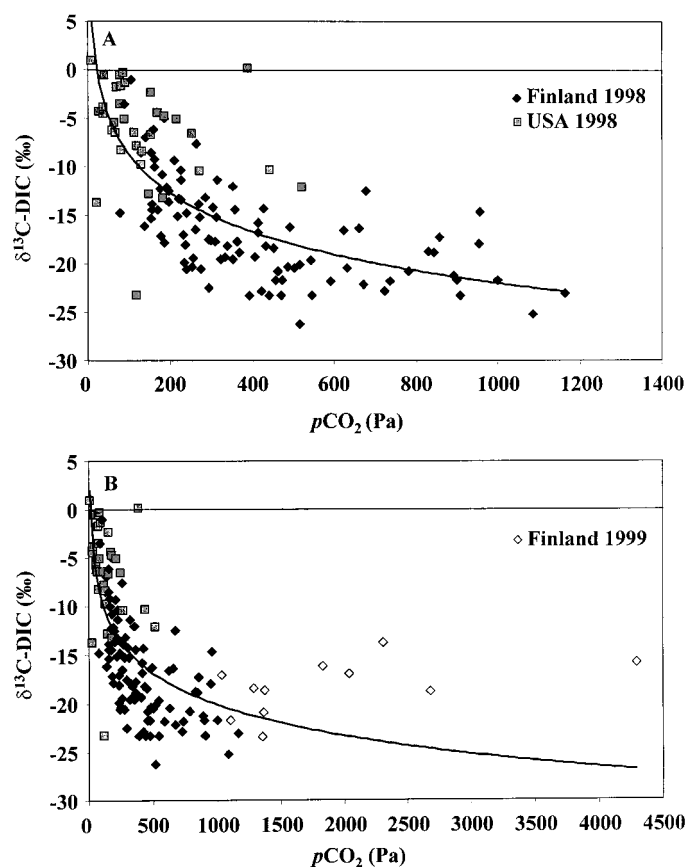 5
A
0
-5
-10
-15
-20
-25
-30
δ¹³C-DIC (‰)
◆ Finland 1998
USA 1998
0 200 400 600 800 1000 1200 1400
pCO₂ (Pa)
5
B
0
-5
-10
-15
-20
-25
-30
δ¹³C-DIC (‰)
◇ Finland 1999
0 500 1000 1500 2000 2500 3000 3500 4000 4500
pCO₂ (Pa)